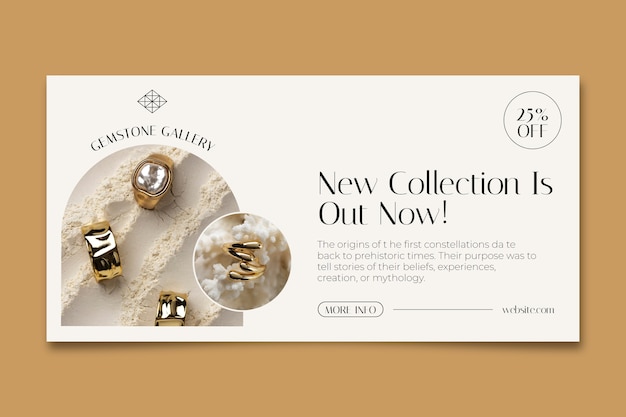 GEMSTONE GALLERY
25%
OFF
New Collection Is
Out Now!
The origins of t he first constellations da te
back to prehistoric times. Their purpose was to
tell stories of their beliefs, experiences,
creation, or mythology.
MORE INFO
website.com